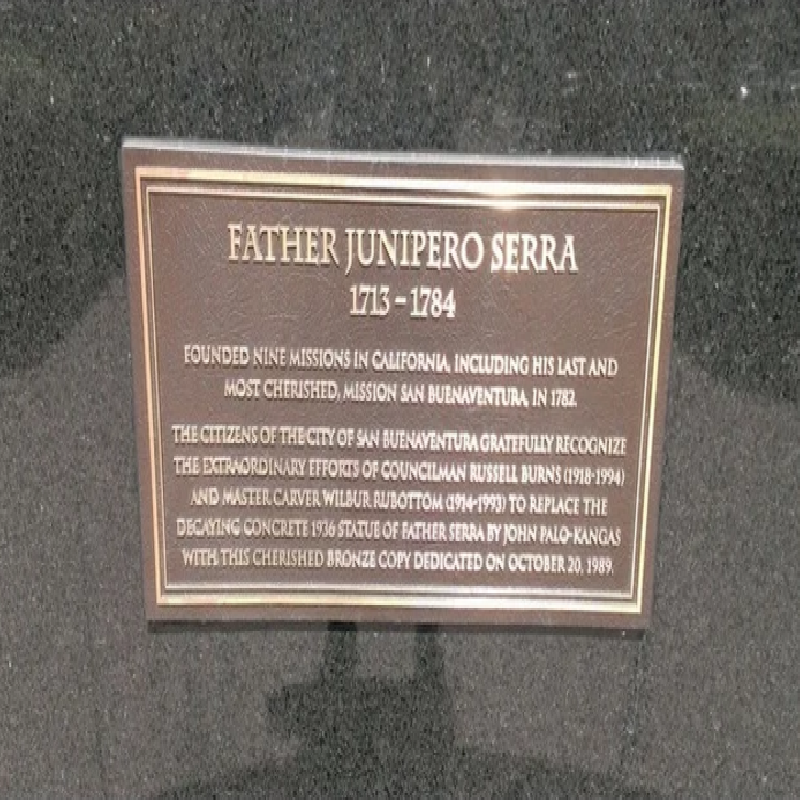 FATHER JUNIPERO SERRA
1713 - 1784
FOUNDED NINE MISSIONS IN CALIFORNIA, INCLUDING HIS LAST AND
MOST CHERISHED, MISSION SAN BUENAVENTURA, IN 1782.
THE CITIZENS OF THE CITY OF SAN BUENAVENTURA GRATEFULLY RECOGNIZE
THE EXTRAORDINARY EFFORTS OF COUNCILMAN RUSSELL BURNS (1918-1994)
AND MASTER CARVER WILBUR RUBOTTOM (1914-1993) TO REPLACE THE
DECAYING CONCRETE 1936 STATUE OF FATHER SERRA BY JOHN PALO-KANGAS
WITH THIS CHERISHED BRONZE COPY DEDICATED ON OCTOBER 20, 1989.